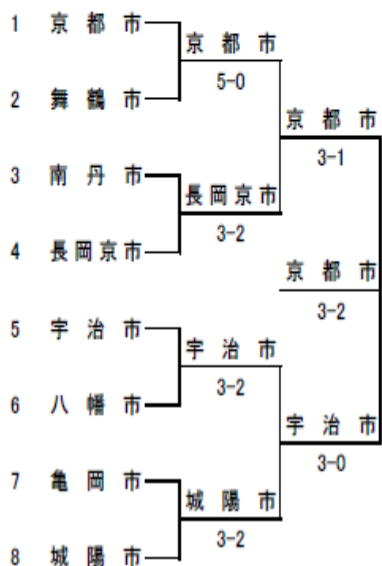 1 京都市
2 舞鶴市
3 南丹市
4 長岡京市
5 宇治市
6 八幡市
7 亀岡市
8 城陽市
京都市
5-0
長岡京市
3-2
宇治市
3-2
城陽市
3-2
京都市
3-1
宇治市
3-0
京都市
3-2